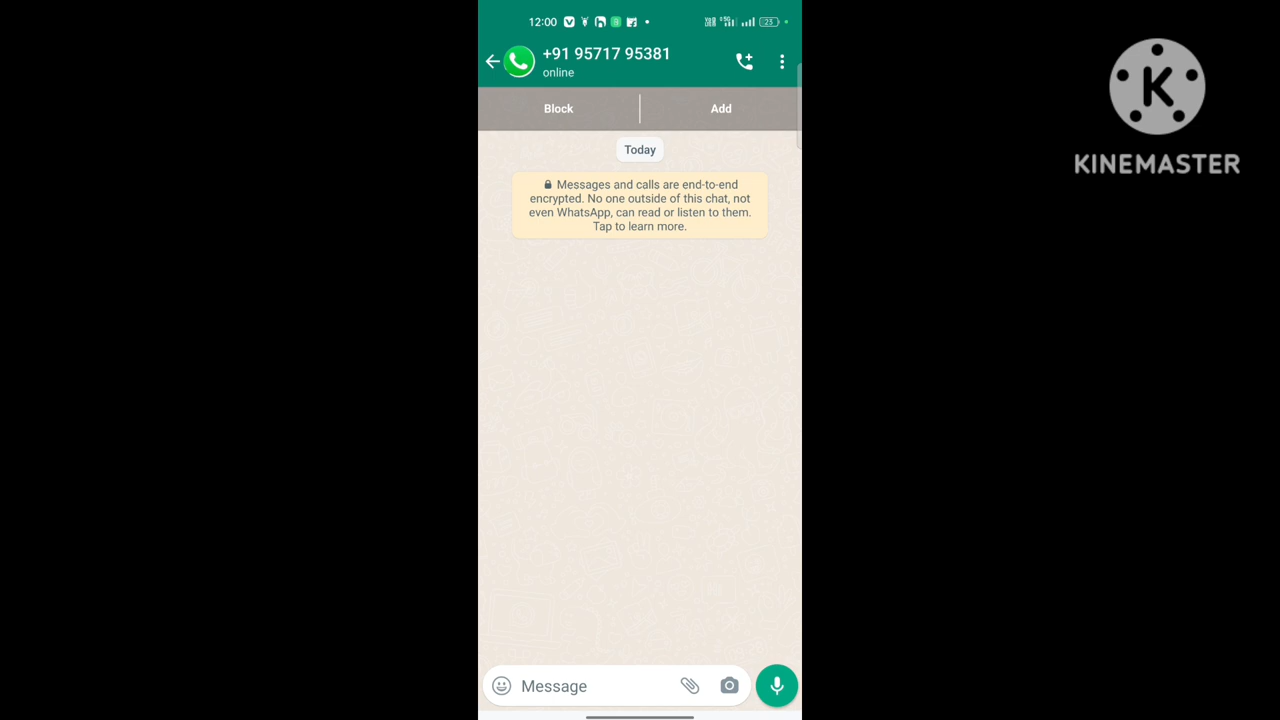 12:00
23
+91 95717 95381
online
Block
Add
Today
Messages and calls are end-to-end
encrypted. No one outside of this chat, not
even WhatsApp, can read or listen to them.
Tap to learn more.
Message
K
KINEMASTER